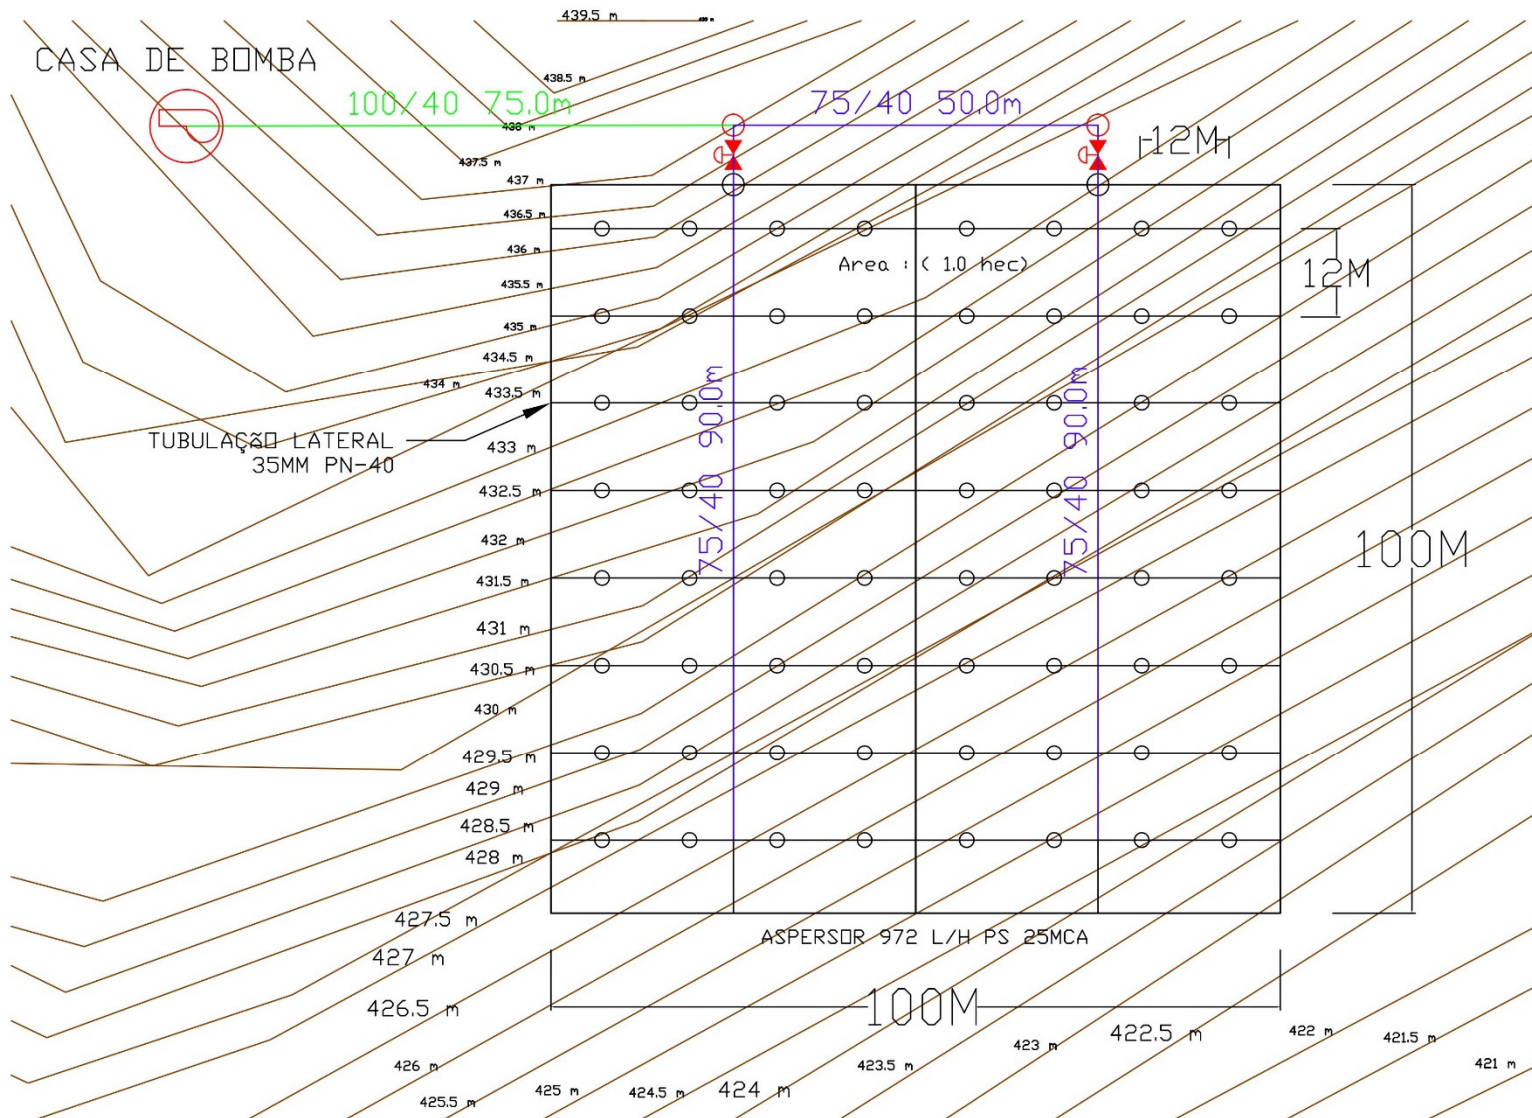 439.5 m
CASA DE BOMBA
438.5 m
100/40 75.0m
75/40 50.0m
438 m
12M
437.5 m
437 m
436.5 m
436 m
Area : ( 1.0 hec)
12M
435.5 m
435 m
434.5 m
434 m
433.5 m
75/40 90.0m
75/40 90.0m
TUBULAÇÃO LATERAL
35MM PN-40
433 m
432.5 m
432 m
100M
431.5 m
431 m
430.5 m
430 m
429.5 m
429 m
428.5 m
428 m
427.5 m
ASPERSOR 972 L/H PS 25MCA
427 m
426.5 m
100M
422.5 m
422 m
421.5 m
423 m
426 m
423.5 m
421 m
425 m
424.5 m
424 m
425.5 m